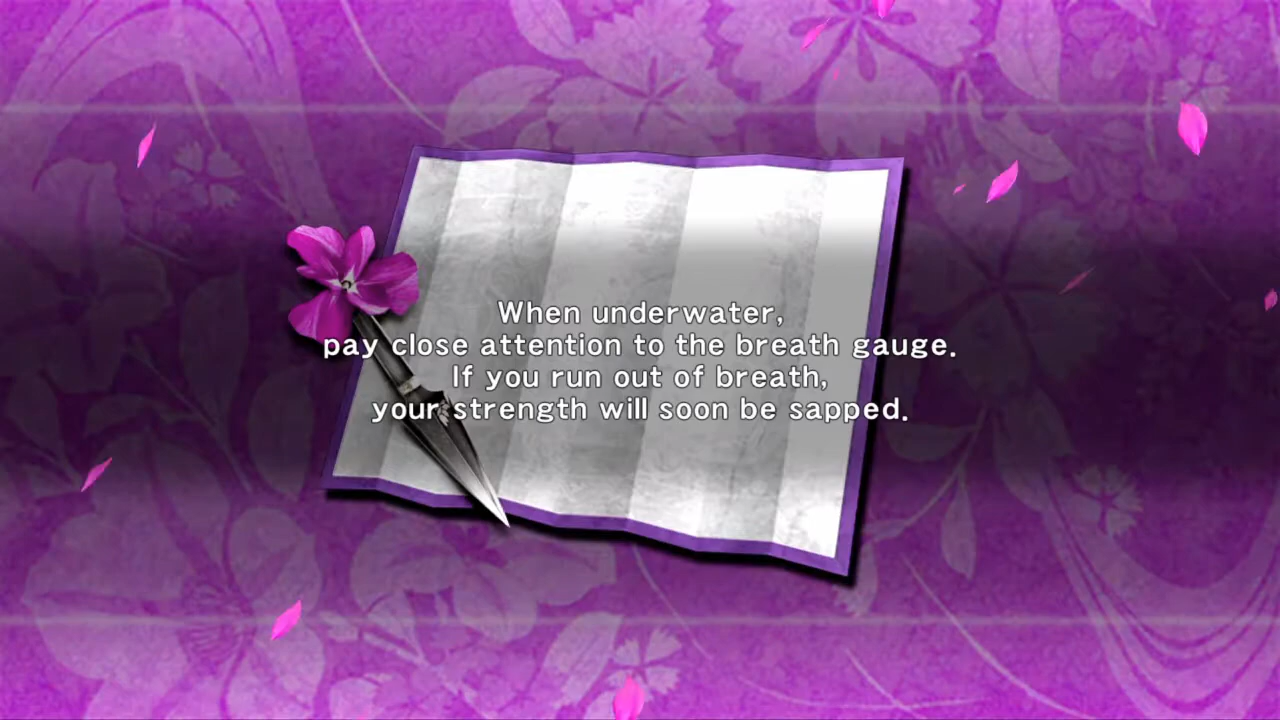 When underwater,
pay close attention to the breath gauge.
If you run out of breath,
your strength will soon be sapped.